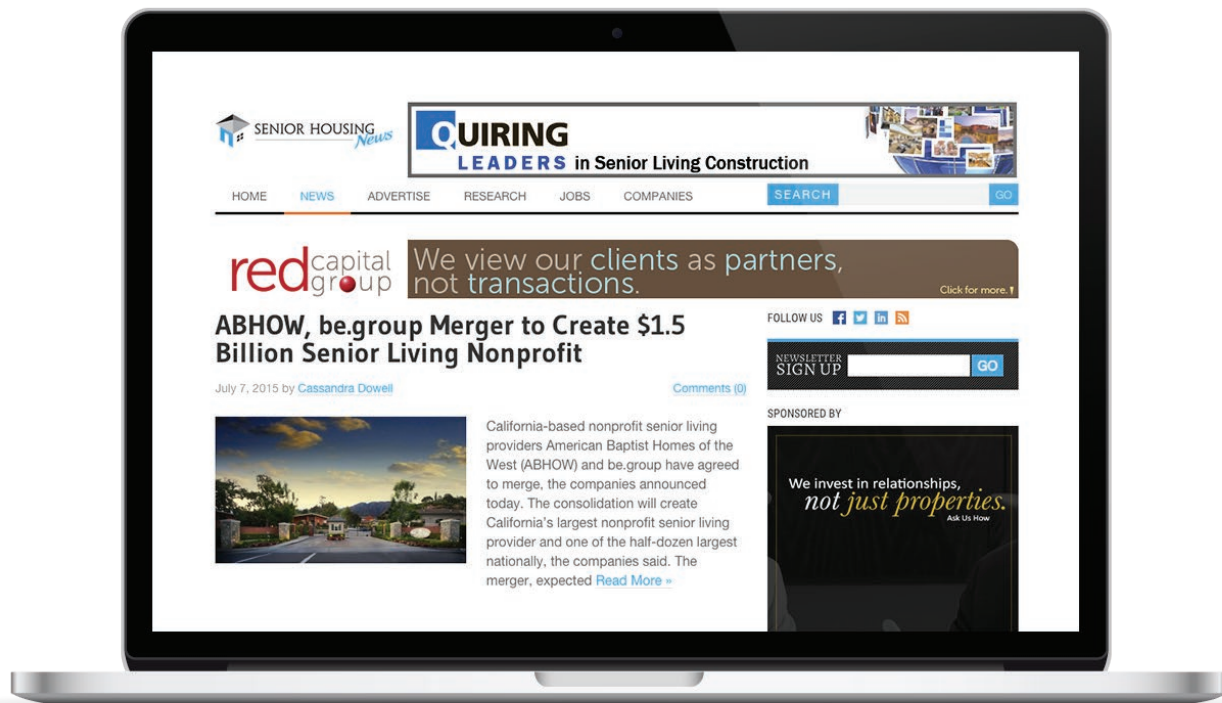 SENIOR HOUSING
News
QUIRING
LEADERS in Senior Living Construction
HOME NEWS ADVERTISE RESEARCH JOBS COMPANIES SEARCH GO
redcapital
group
We view our clients as partners,
not transactions.
Click for more.
ABHOW, be.group Merger to Create $1.5
Billion Senior Living Nonprofit
July 7, 2015 by Cassandra Dowell
Comments (0)
California-based nonprofit senior living
providers American Baptist Homes of the
West (ABHOW) and be.group have agreed
to merge, the companies announced
today. The consolidation will create
California's largest nonprofit senior living
provider and one of the half-dozen largest
nationally, the companies said. The
merger, expected Read More »
FOLLOW US
NEWSLETTER
SIGN UP
GO
SPONSORED BY
We invest in relationships,
not just properties.
Ask Us How